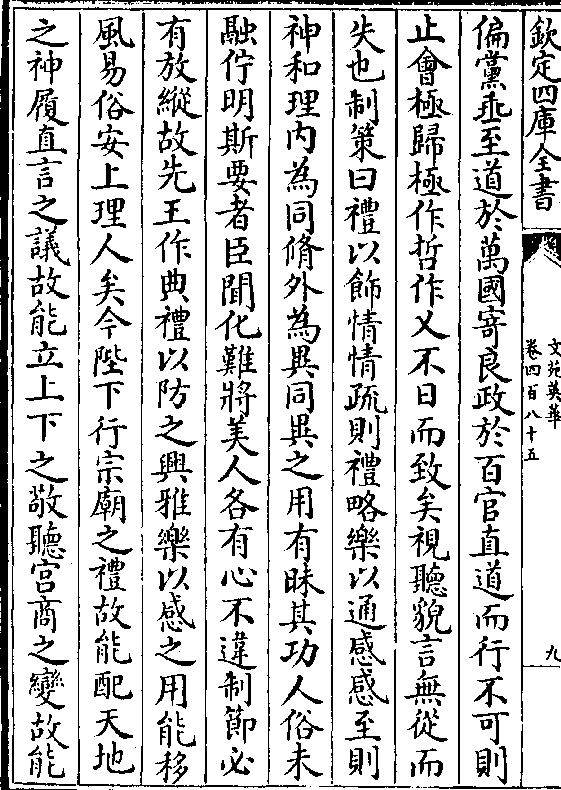 欽定四庫全書
文苑英華
卷四百八十五
九
偏黨乖至道於萬國寄良政於百官直道而行不可則
止會極歸極作哲作乂不日而致矣視聽貌言無從而
失也制策曰禮以飾情情疏則禮略樂以通感感至則
神和理内為同脩外為異同異之用有昧其功人俗未
融佇明斯要者臣聞化難將美人各有心不違制節必
有放縱故先王作典禮以防之興雅樂以感之用能移
風易俗安上理人矣今陛下行宗廟之禮故能配天地
之神履直言之議故能立上下之敬聽宫商之變故能